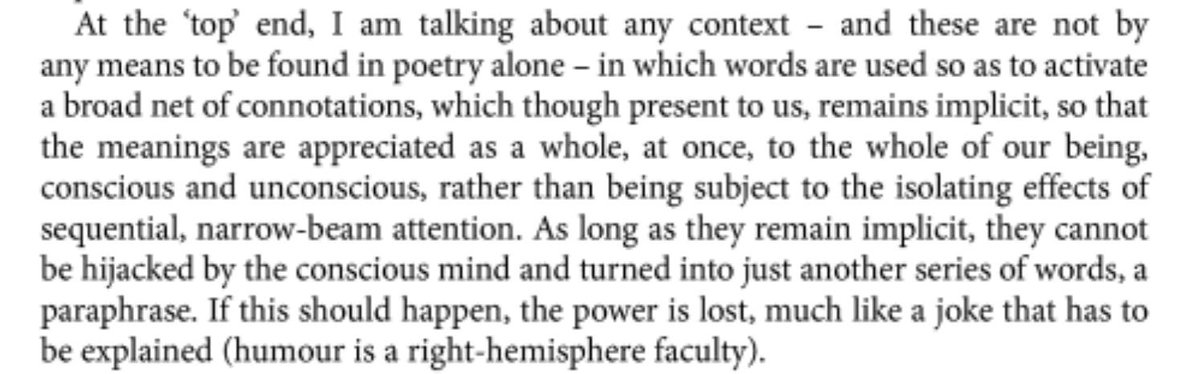 At the ‘top’ end, I am talking about any context – and these are not by
any means to be found in poetry alone – in which words are used so as to activate
a broad net of connotations, which though present to us, remains implicit, so that
the meanings are appreciated as a whole, at once, to the whole of our being,
conscious and unconscious, rather than being subject to the isolating effects of
sequential, narrow-beam attention. As long as they remain implicit, they cannot
be hijacked by the conscious mind and turned into just another series of words, a
paraphrase. If this should happen, the power is lost, much like a joke that has to
be explained (humour is a right-hemisphere faculty).